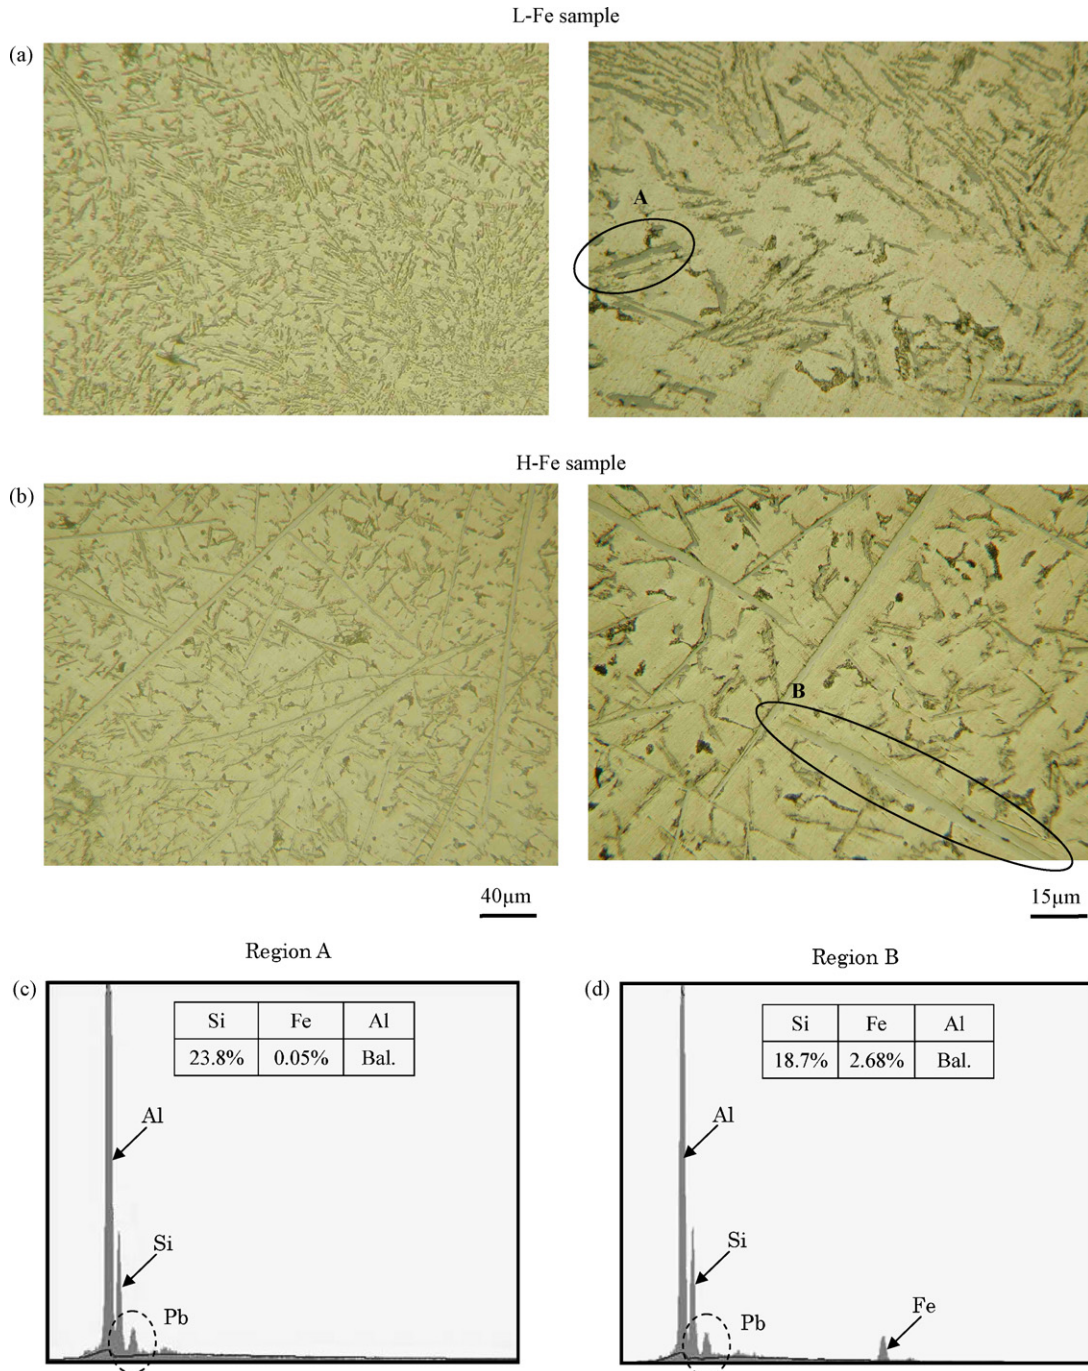 L-Fe sample
(a)
A
H-Fe sample
(b)
B
40μm
15μm
Region A
Region B
(c)
Si Fe Al
23.8% 0.05% Bal.
Al
Si
Pb
(d)
Si Fe Al
18.7% 2.68% Bal.
Al
Si
Pb
Fe